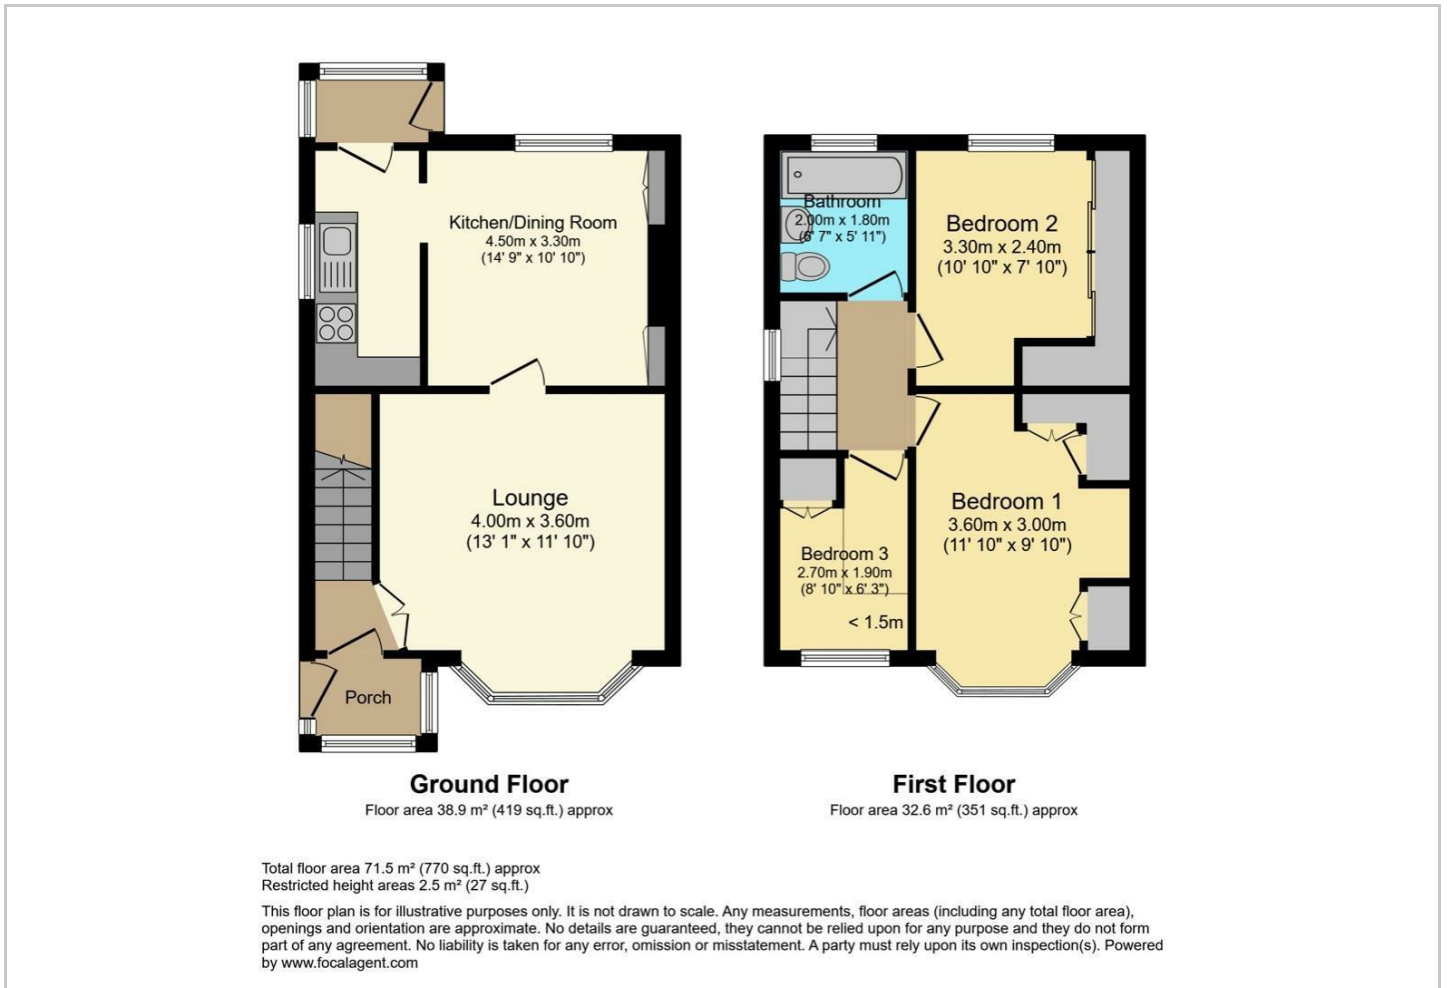 Kitchen/Dining Room
4.50m x 3.30m
(14' 9" x 10' 10")
Lounge
4.00m x 3.60m
(13' 1" x 11' 10")
Porch
Ground Floor
Floor area 38.9 m² (419 sq.ft.) approx
Bathroom
2.00m x 1.80m
(6' 7" x 5' 11")
Bedroom 2
3.30m x 2.40m
(10' 10" x 7' 10")
Bedroom 1
3.60m x 3.00m
(11' 10" x 9' 10")
Bedroom 3
2.70m x 1.90m
(8' 10" x 6' 3")
< 1.5m
First Floor
Floor area 32.6 m² (351 sq.ft.) approx
Total floor area 71.5 m² (770 sq.ft.) approx
Restricted height areas 2.5 m² (27 sq.ft.)
This floor plan is for illustrative purposes only. It is not drawn to scale. Any measurements, floor areas (including any total floor area),
openings and orientation are approximate. No details are guaranteed, they cannot be relied upon for any purpose and they do not form
part of any agreement. No liability is taken for any error, omission or misstatement. A party must rely upon its own inspection(s). Powered
by www.focalagent.com